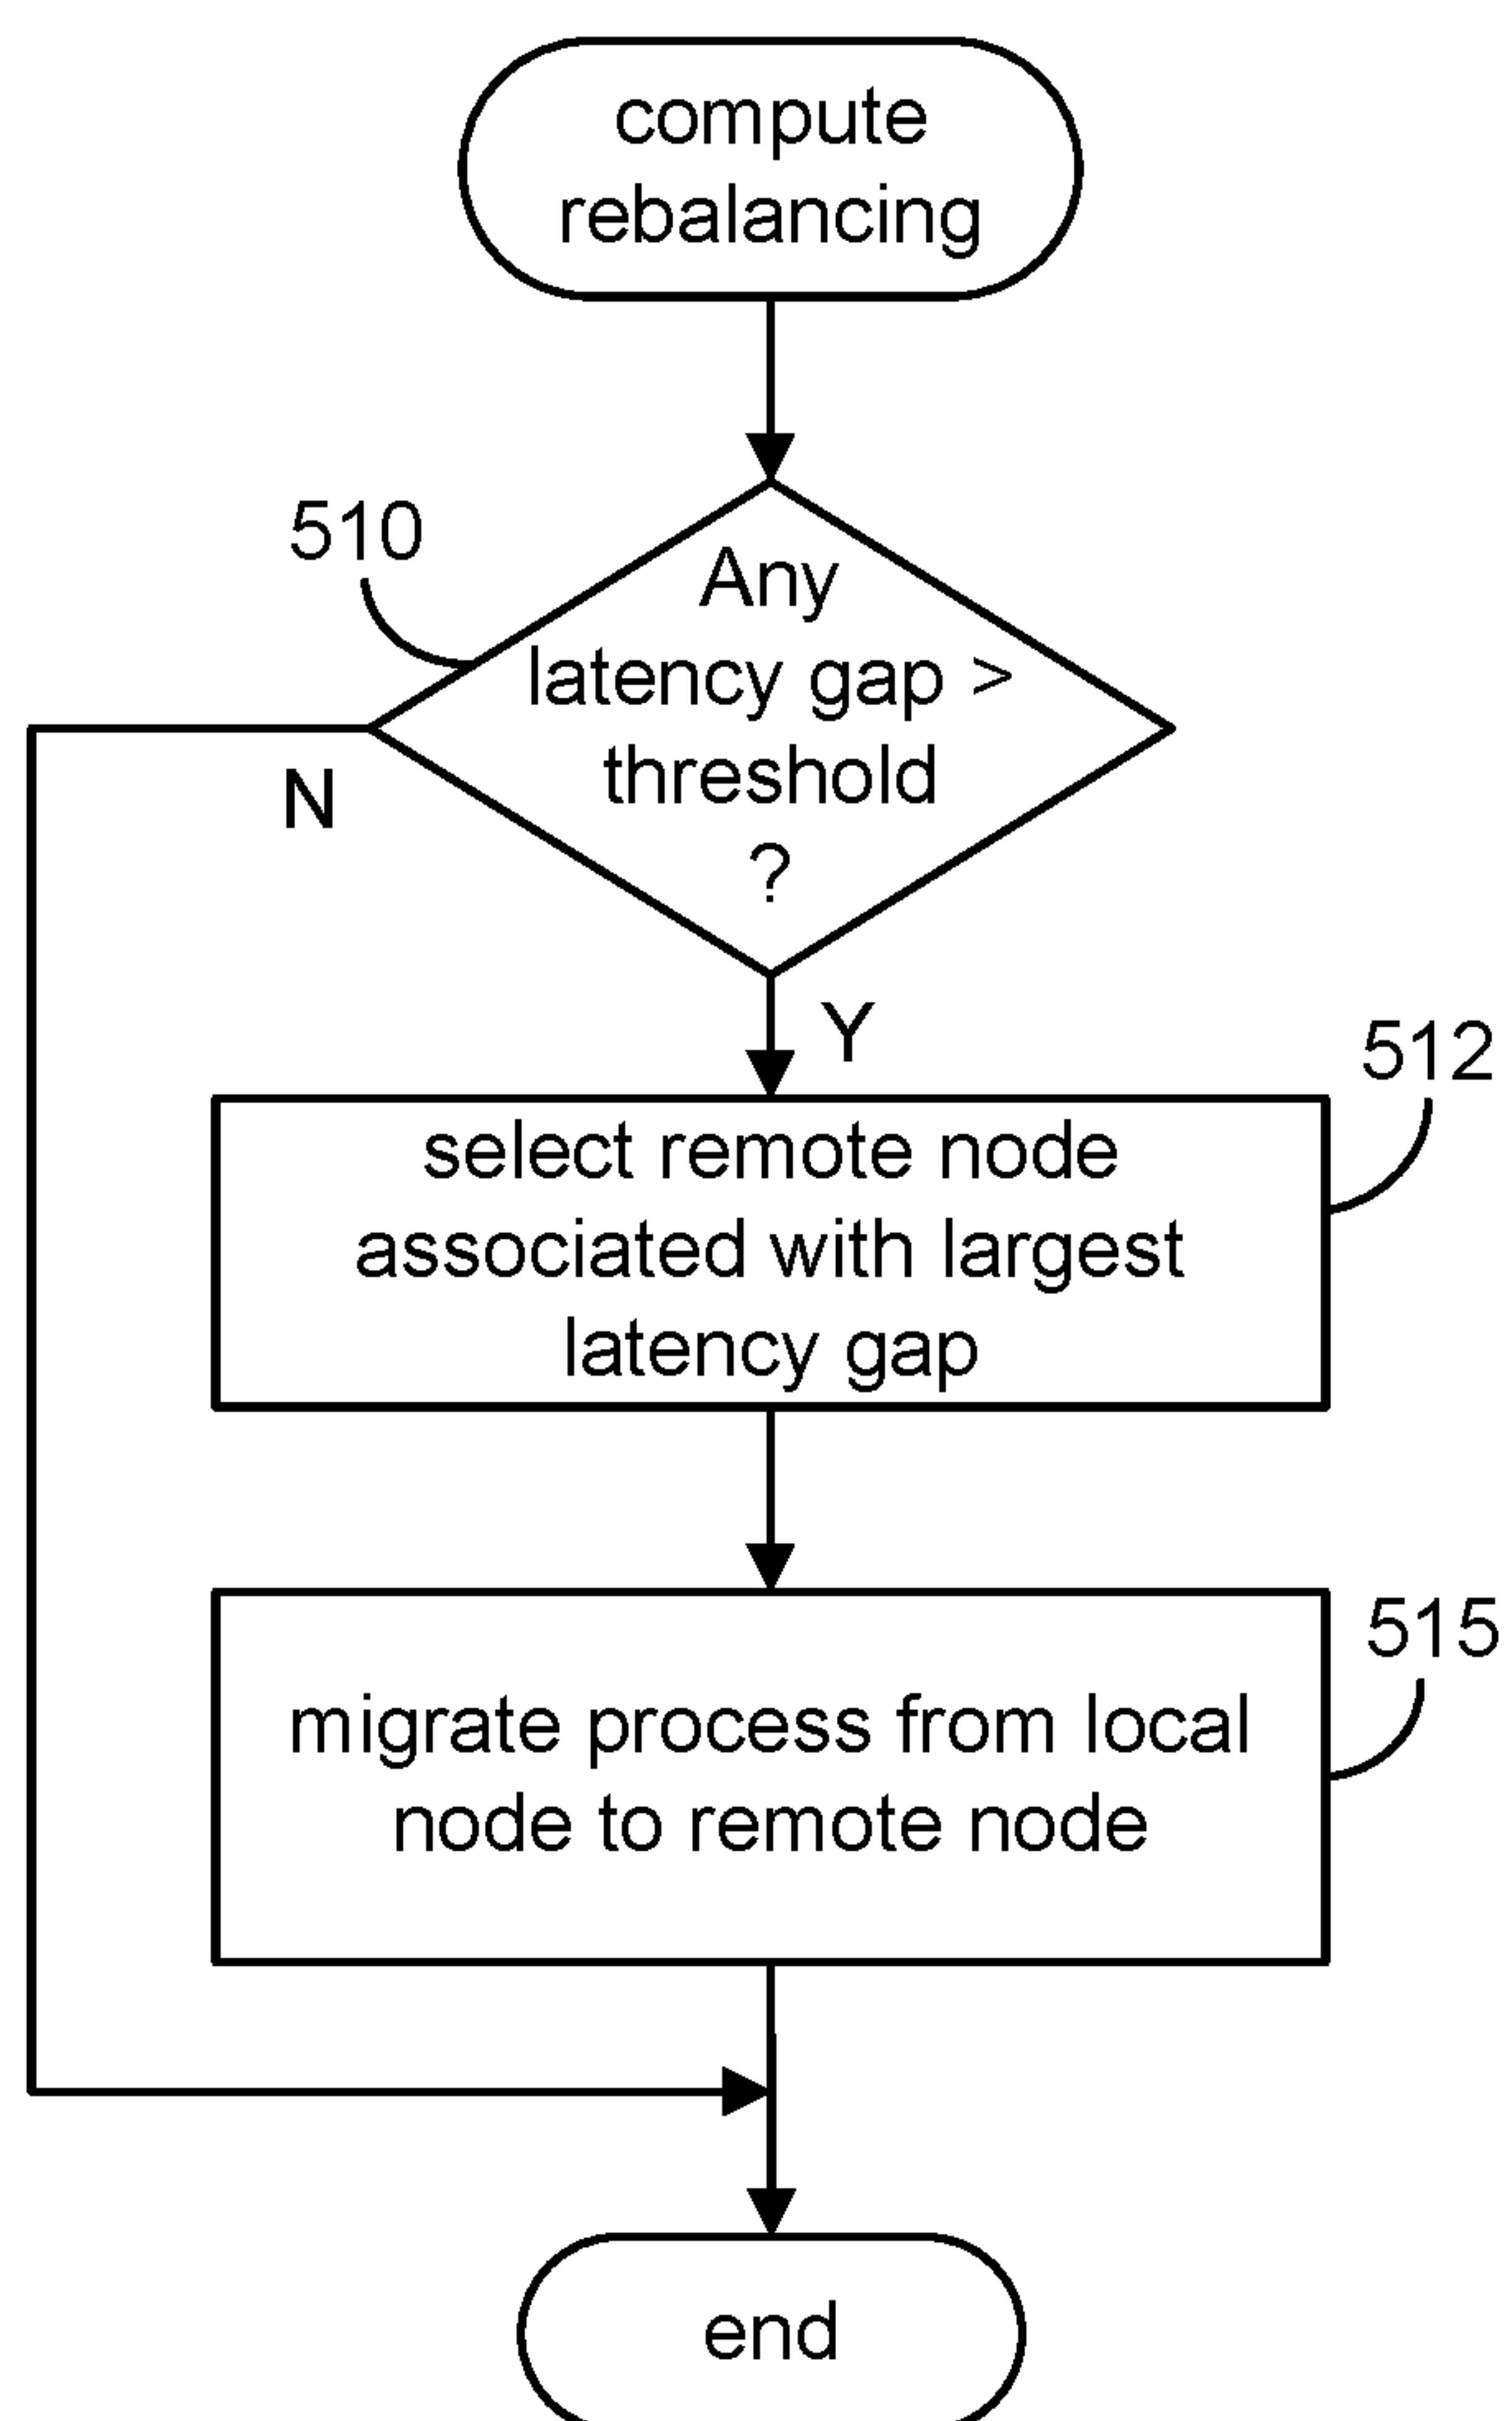 compute
rebalancing
510
Any
latency gap >
threshold
?
N
Y
512
select remote node
associated with largest
latency gap
515
migrate process from local
node to remote node
end